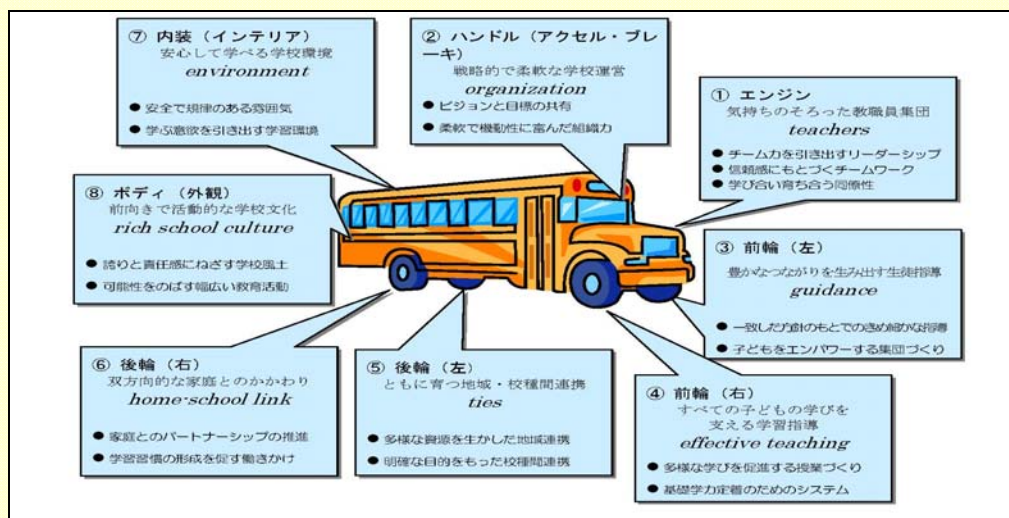 ① エンジン
気持ちのそろった教職員集団
teachers
● チーム力を引き出すリーダーシップ
● 信頼感にもとづくチームワーク
● 学び合い育ち合う同僚性
② ハンドル（アクセル・ブレ
ーキ）
戦略的で柔軟な学校運営
organization
● ビジョンと目標の共有
● 柔軟で機動性に富んだ組織力
③ 前輪（左）
豊かなつながりを生み出す生徒指導
guidance
● 一致した方針のもとでのきめ細かな指導
● 子どもをエンパワーする集団づくり
④ 前輪（右）
すべての子どもの学びを
支える学習指導
effective teaching
● 多様な学びを促進する授業づくり
● 基礎学力定着のためのシステム
⑤ 後輪（左）
ともに育つ地域・校種間連携
ties
● 多様な資源を生かした地域連携
● 明確な目的をもった校種間連携
⑥ 後輪（右）
双方向的な家庭とのかかわり
home-school link
● 家庭とのパートナーシップの推進
● 学習習慣の形成を促す働きかけ
⑦ 内装（インテリア）
安心して学べる学校環境
environment
● 安全で規律のある雰囲気
● 学ぶ意欲を引き出す学習環境
⑧ ボディ（外観）
前向きで活動的な学校文化
rich school culture
● 誇りと責任感にねざす学校風土
● 可能性をのばす幅広い教育活動